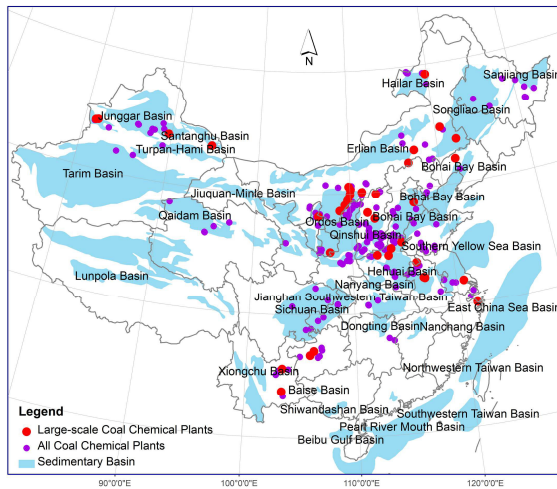 N
Sanjiang Basin
Hailar Basin
Songliao Basin
Junggar Basin
Santanghu Basin
Turpan-Hami Basin
Erlian Basin
Bohai Bay Basin
Tarim Basin
Jiuquan-Minle Basin
Bohai Bay Basin
Qaidam Basin
Ordos Basin
Bohai Bay Basin
Qinshui Basin
Southern Yellow Sea Basin
Lunpola Basin
Hehuai Basin
Nanyang Basin
Jianghan Southwestern Taiwan Basin
Sichuan Basin
East China Sea Basin
Dongting Basin
Nanchang Basin
Xiongchu Basin
Northwestern Taiwan Basin
Baise Basin
Shiwandashan Basin
Southwestern Taiwan Basin
Pearl River Mouth Basin
Beibu Gulf Basin
Legend
Large-scale Coal Chemical Plants
All Coal Chemical Plants
Sedimentary Basin
90°0'0"E
100°0'0"E
110°0'0"E
120°0'0"E